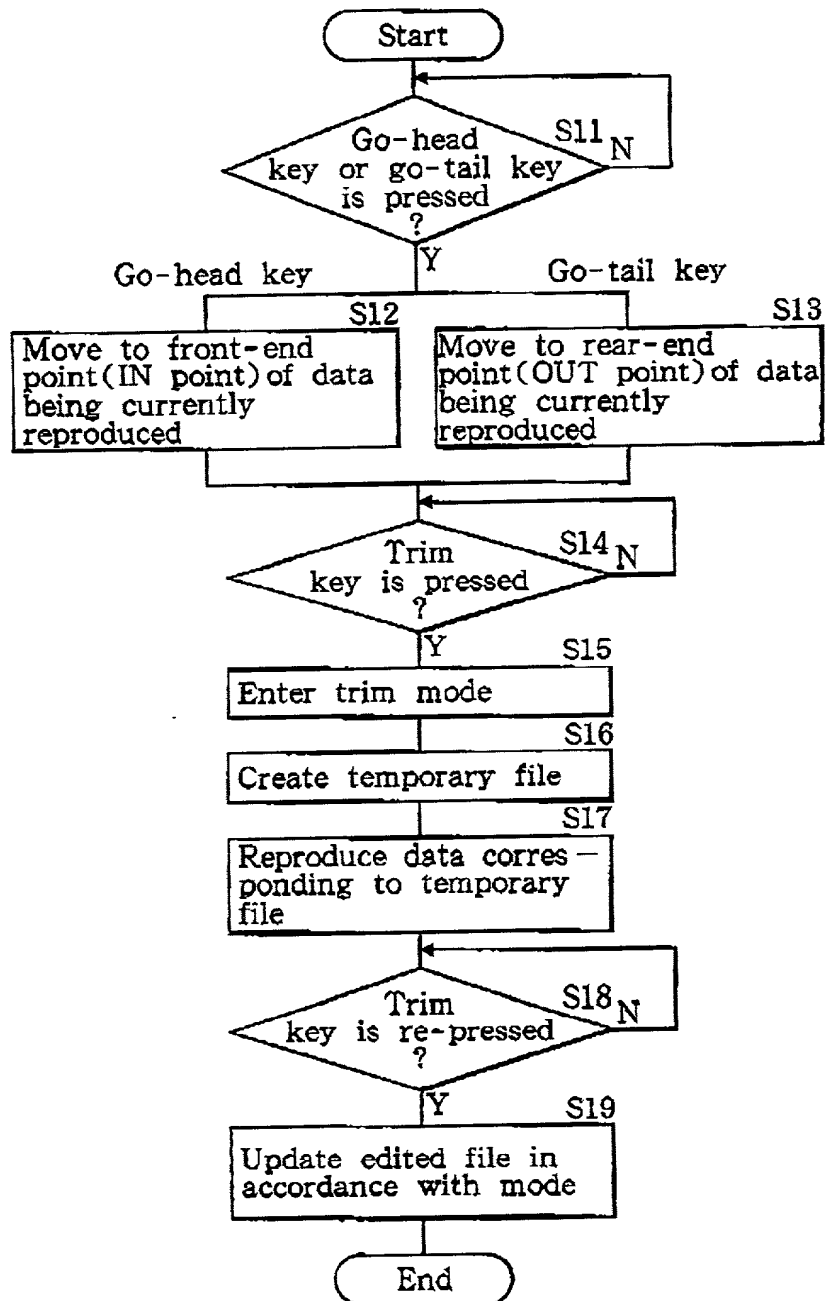 Start
S11
Go-head
key or go-tail key
is pressed
?
N
Y
Go-head key
Go-tail key
S12
Move to front-end
point(IN point)of data
being currently
reproduced
S13
Move to rear-end
point(OUT point)of data
being currently
reproduced
S14
Trim
key is pressed
?
N
Y
S15
Enter trim mode
S16
Create temporary file
S17
Reproduce data corres-
ponding to temporary
file
S18
Trim
key is re-pressed
?
N
Y
S19
Update edited file in
accordance with mode
End